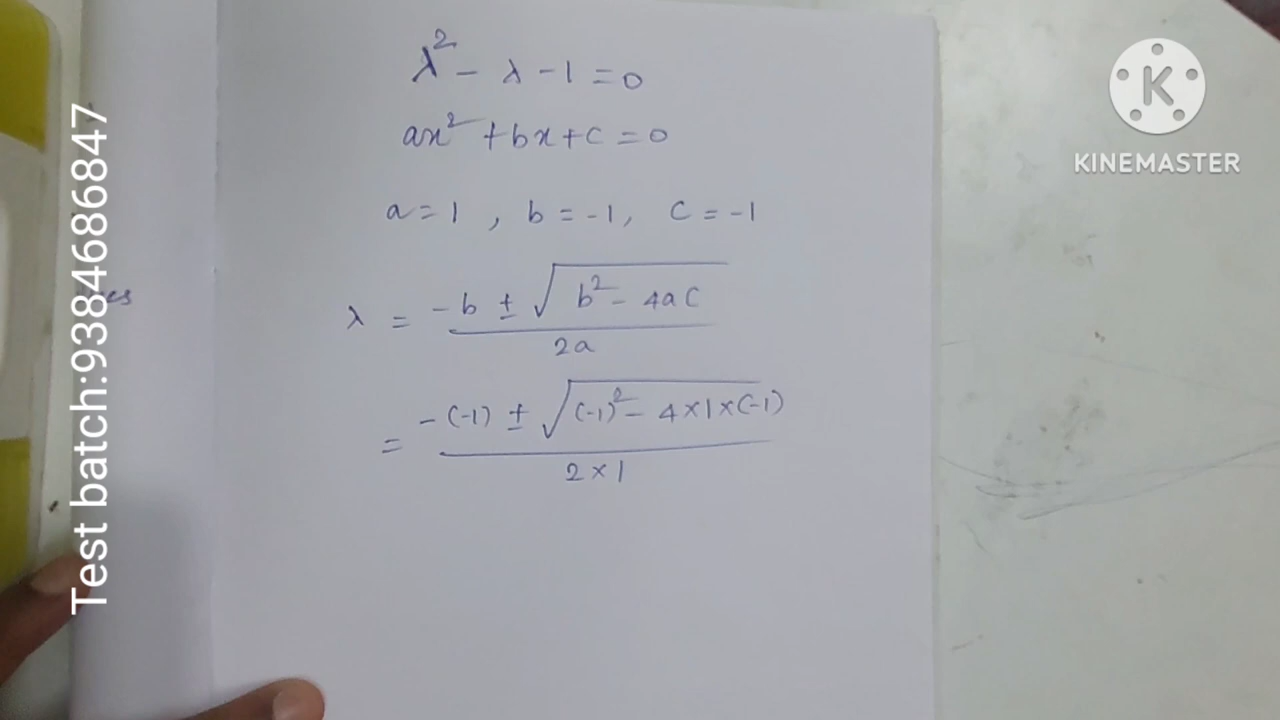 λ² - λ - 1 = 0
ax² + bx + c = 0
a = 1 , b = -1, c = -1
λ = -b ± √(b² - 4ac) / 2a
= -(-1) ± √((-1)² - 4×1×(-1)) / 2×1
Test batch:9384686847
K
KINEMASTER